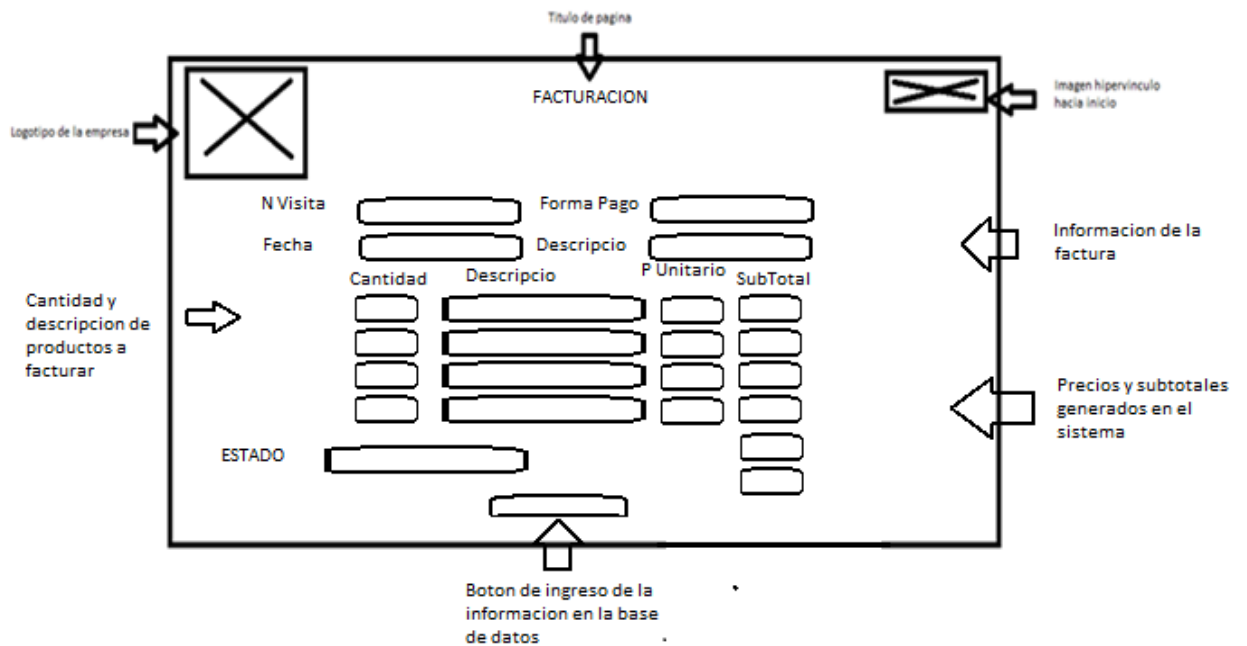 Titulo de pagina
FACTURACION
Imagen hipervinculo
hacia inicio
Logotipo de la empresa
N Visita
Forma Pago
Fecha
Descripcio
Informacion de la
factura
Cantidad
Descripcio
P Unitario
SubTotal
Cantidad y
descripcion de
productos a
facturar
Precios y subtotales
generados en el
sistema
ESTADO
Boton de ingreso de la
informacion en la base
de datos